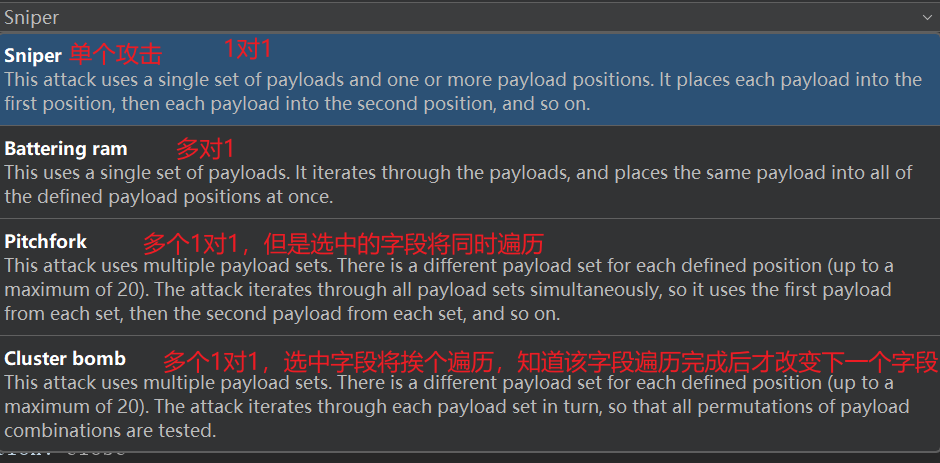 Sniper
Sniper 单个攻击 1对1
This attack uses a single set of payloads and one or more payload positions. It places each payload into the
first position, then each payload into the second position, and so on.
Battering ram 多对1
This uses a single set of payloads. It iterates through the payloads, and places the same payload into all of
the defined payload positions at once.
Pitchfork 多个1对1，但是选中的字段将同时遍历
This attack uses multiple payload sets. There is a different payload set for each defined position (up to a
maximum of 20). The attack iterates through all payload sets simultaneously, so it uses the first payload
from each set, then the second payload from each set, and so on.
Cluster bomb 多个1对1，选中字段将挨个遍历，知道该字段遍历完成后才改变下一个字段
This attack uses multiple payload sets. There is a different payload set for each defined position (up to a
maximum of 20). The attack iterates through each payload set in turn, so that all permutations of payload
combinations are tested.